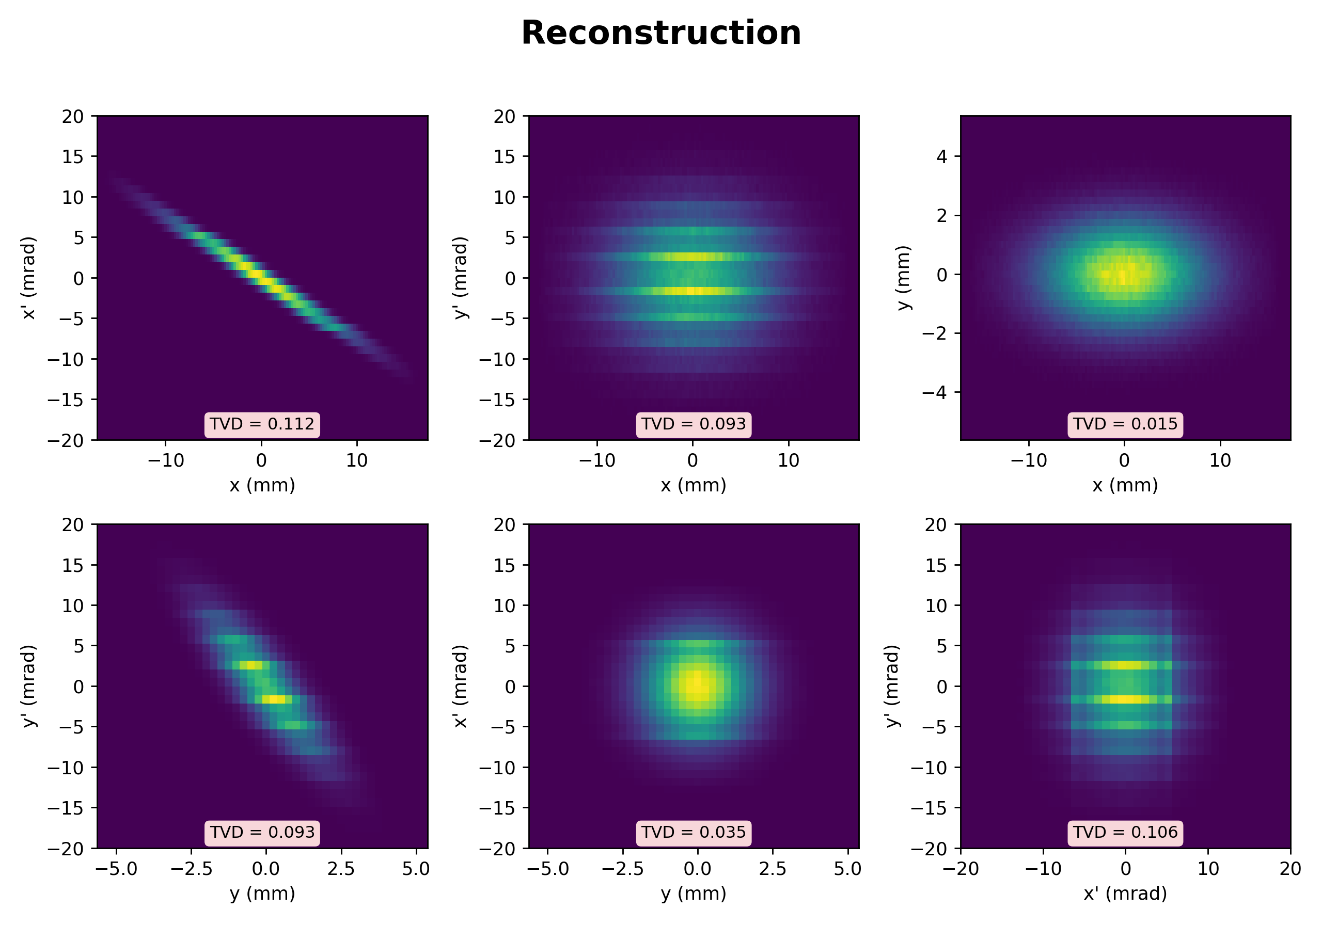 Reconstruction
20
15
10
5
0
−5
−10
−15
−20
x' (mrad)
TVD = 0.112
−10 0 10
x (mm)
20
15
10
5
0
−5
−10
−15
−20
y' (mrad)
TVD = 0.093
−10 0 10
x (mm)
4
2
0
−2
−4
y (mm)
TVD = 0.015
−10 0 10
x (mm)
20
15
10
5
0
−5
−10
−15
−20
y' (mrad)
TVD = 0.093
−5.0 −2.5 0.0 2.5 5.0
y (mm)
20
15
10
5
0
−5
−10
−15
−20
x' (mrad)
TVD = 0.035
−5.0 −2.5 0.0 2.5 5.0
y (mm)
20
15
10
5
0
−5
−10
−15
−20
y' (mrad)
TVD = 0.106
−20 −10 0 10 20
x' (mrad)